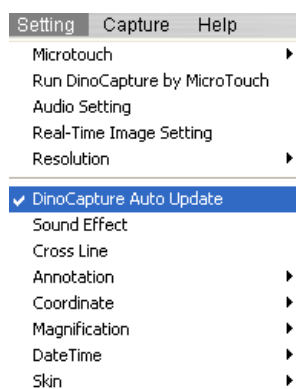 Setting Capture Help
Microtouch
Run DinoCapture by MicroTouch
Audio Setting
Real-Time Image Setting
Resolution
DinoCapture Auto Update
Sound Effect
Cross Line
Annotation
Coordinate
Magnification
DateTime
Skin